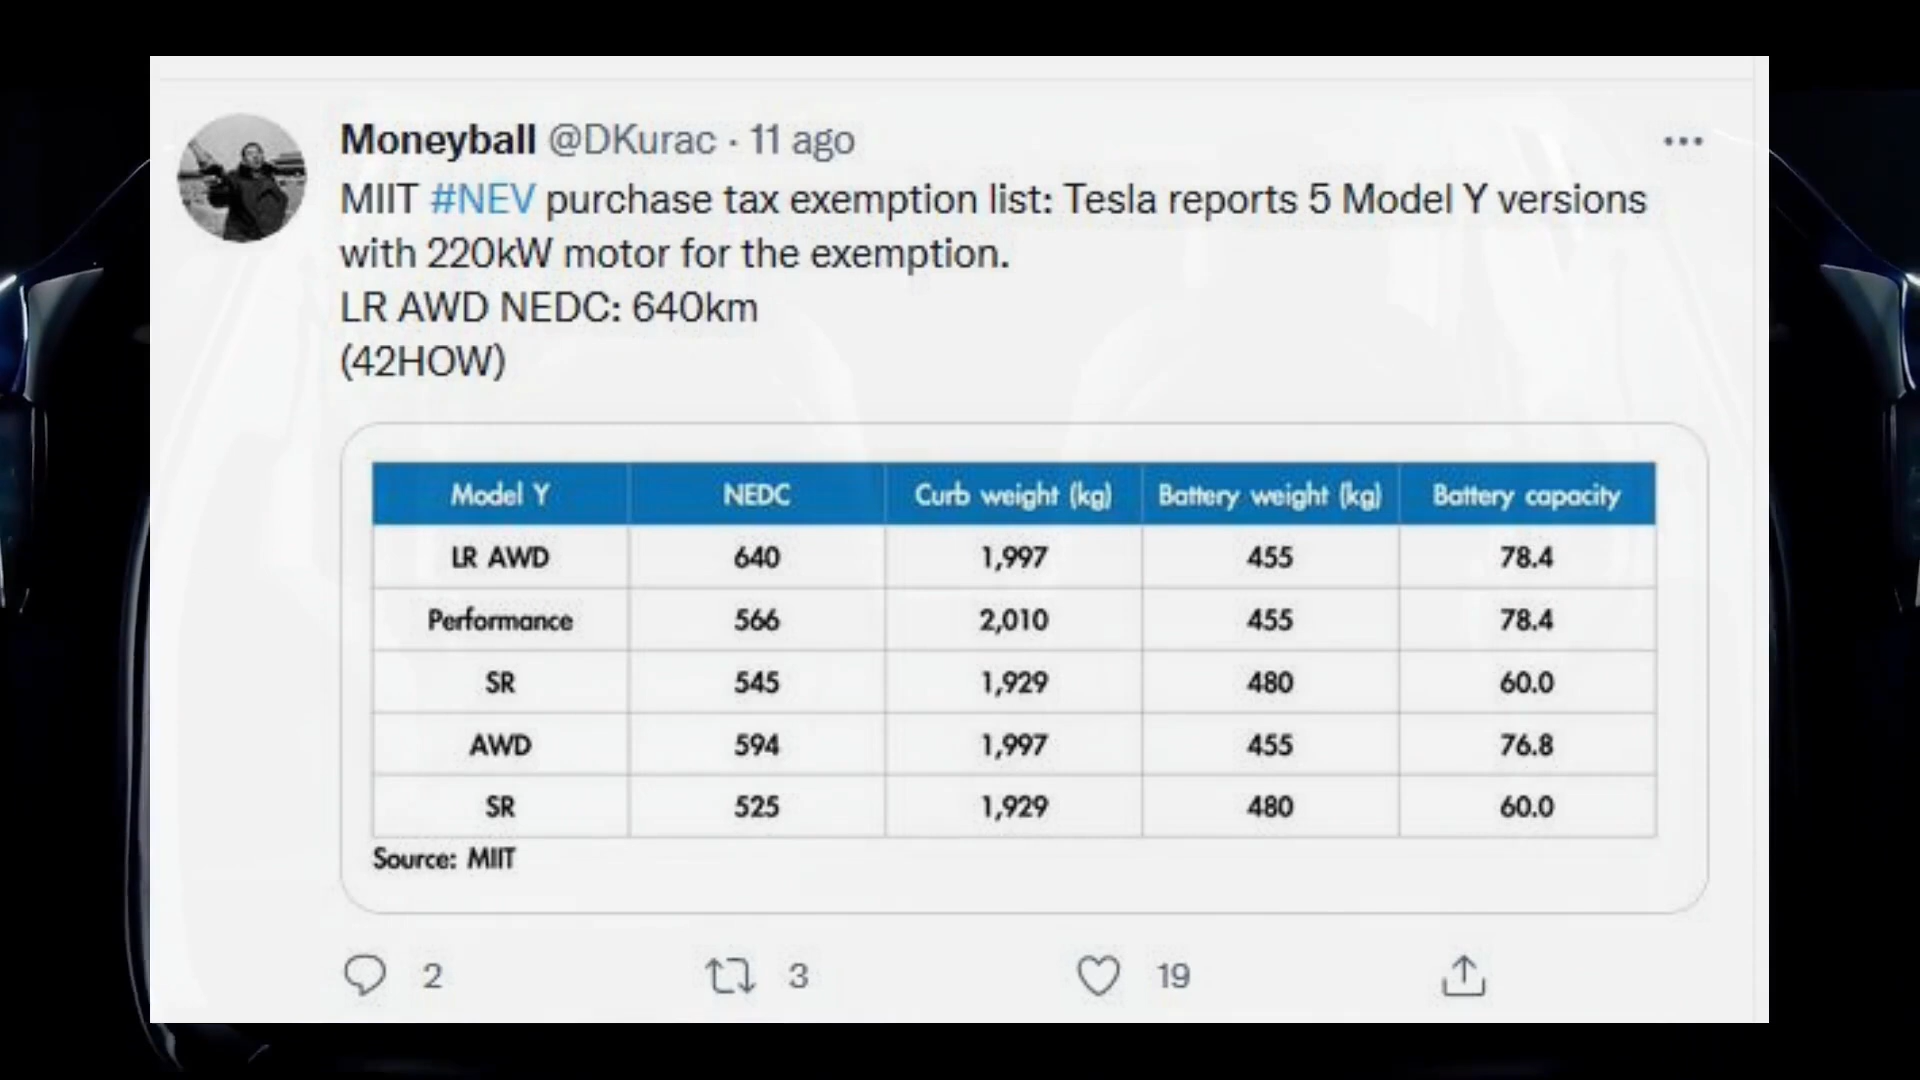 Moneyball @DKurac · 11 ago
MIIT #NEV purchase tax exemption list: Tesla reports 5 Model Y versions
with 220kW motor for the exemption.
LR AWD NEDC: 640km
(42HOW)
Model Y NEDC Curb weight (kg) Battery weight (kg) Battery capacity
LR AWD 640 1,997 455 78.4
Performance 566 2,010 455 78.4
SR 545 1,929 480 60.0
AWD 594 1,997 455 76.8
SR 525 1,929 480 60.0
Source: MIIT
2 3 19